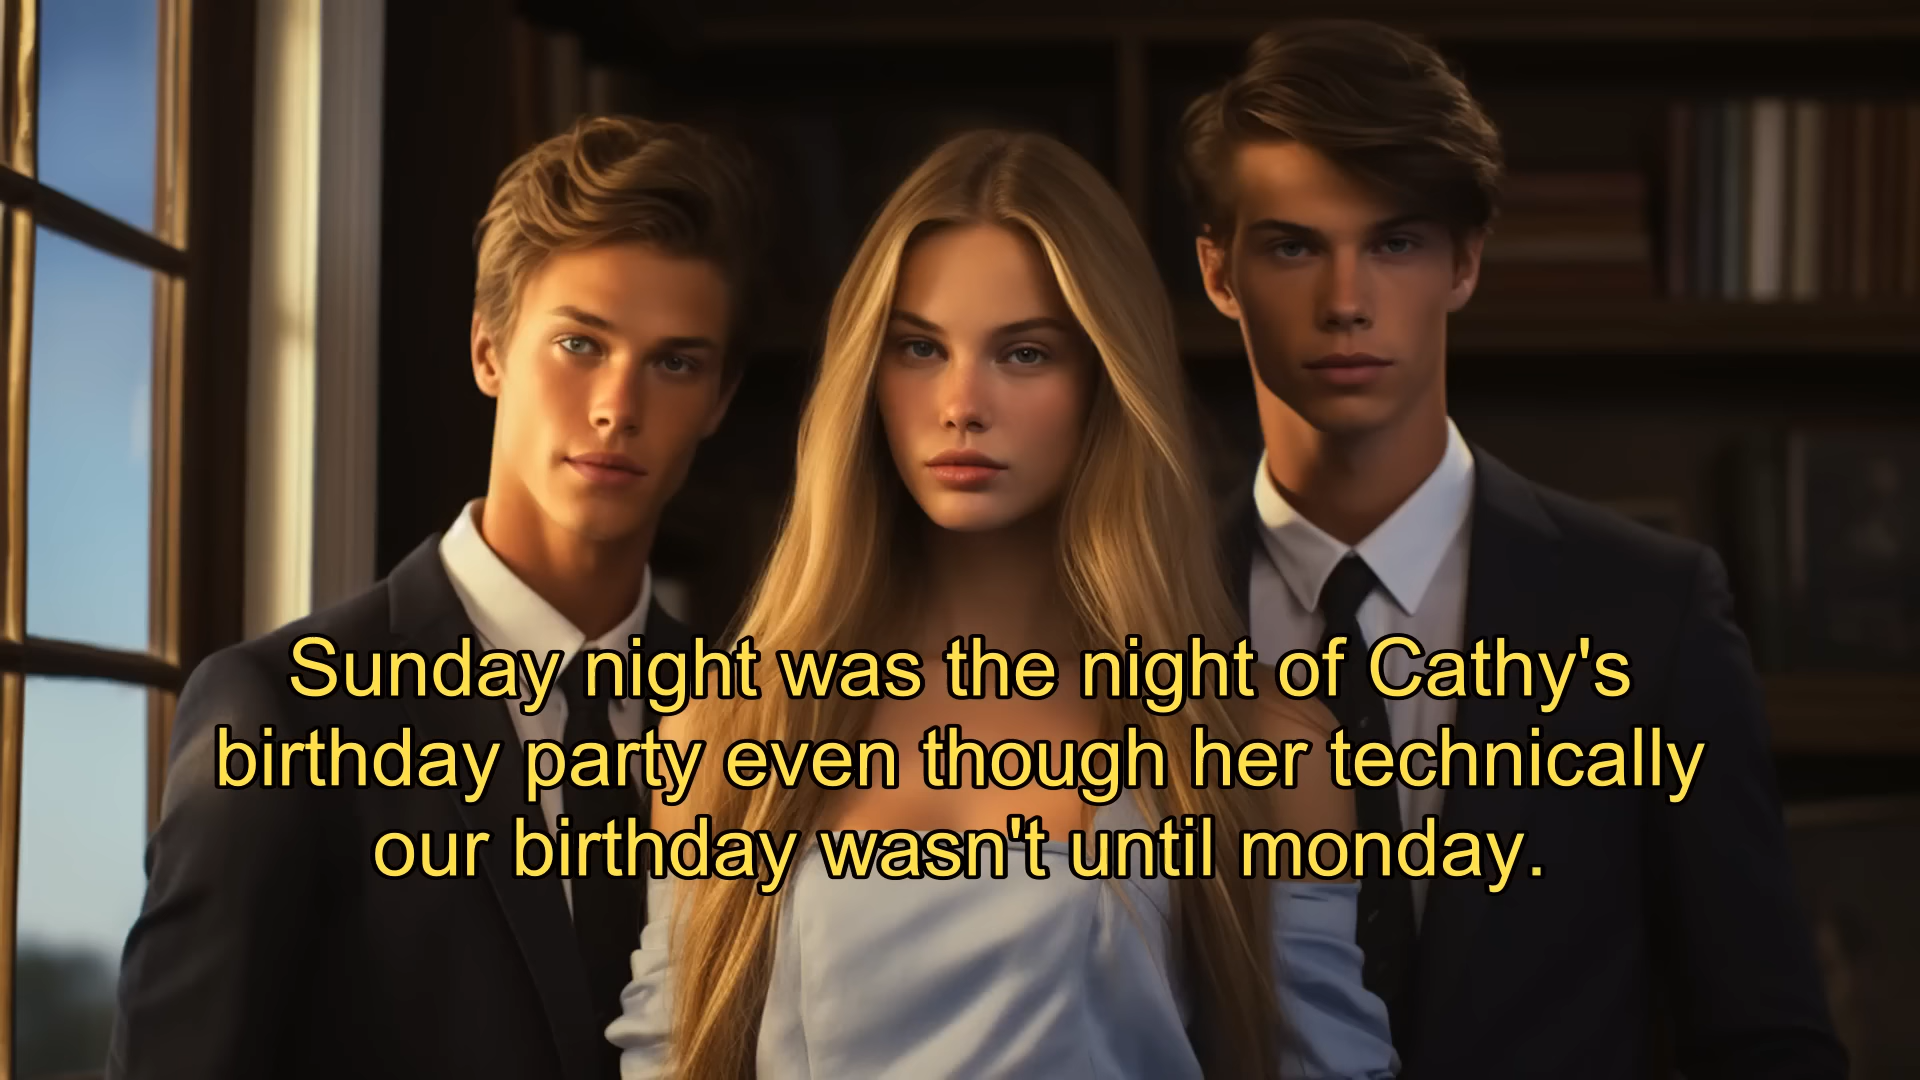 Sunday night was the night of Cathy's
birthday party even though her technically
our birthday wasn't until monday.